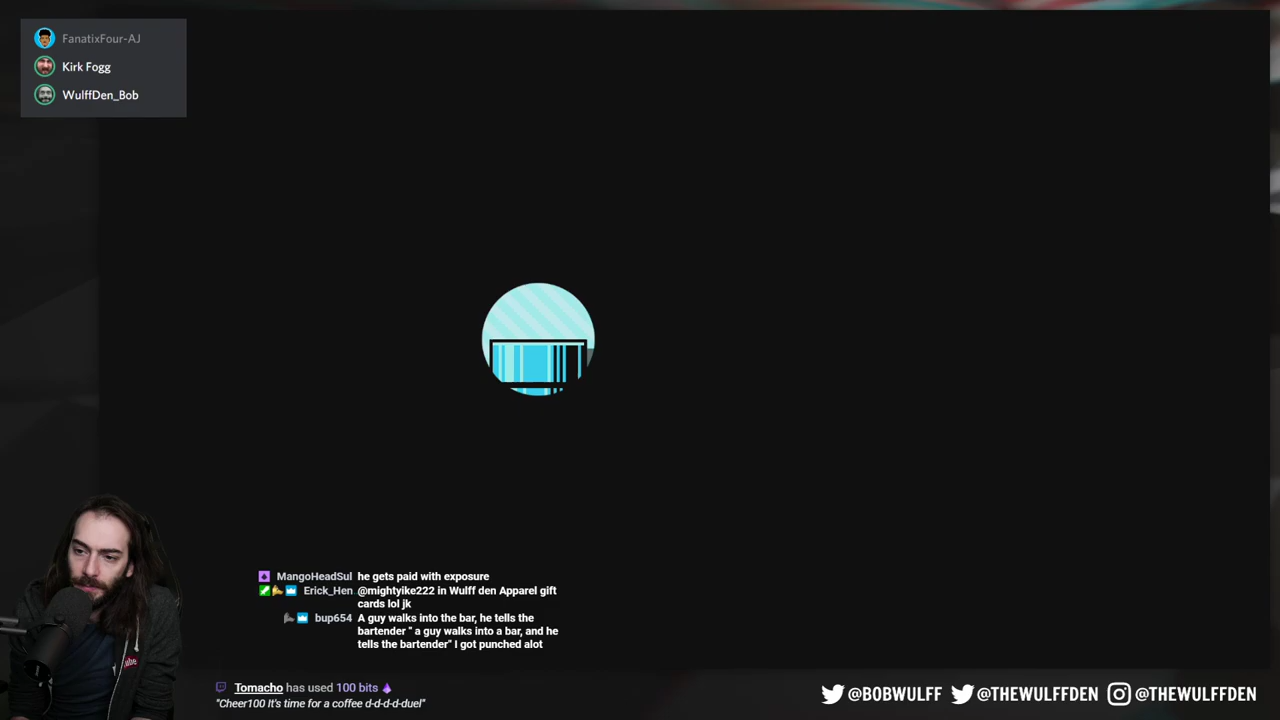 FanatixFour-AJ
Kirk Fogg
WulffDen_Bob
MangoHeadSul he gets paid with exposure
Erick_Hen @mightyike222 in Wulff den Apparel gift
cards lol jk
bup654 A guy walks into the bar, he tells the
bartender " a guy walks into a bar, and he
tells the bartender" I got punched alot
Tomacho has used 100 bits
"Cheer100 It's time for a coffee d-d-d-d-duel"
@BOBWULFF @THEWULFFDEN @THEWULFFDEN